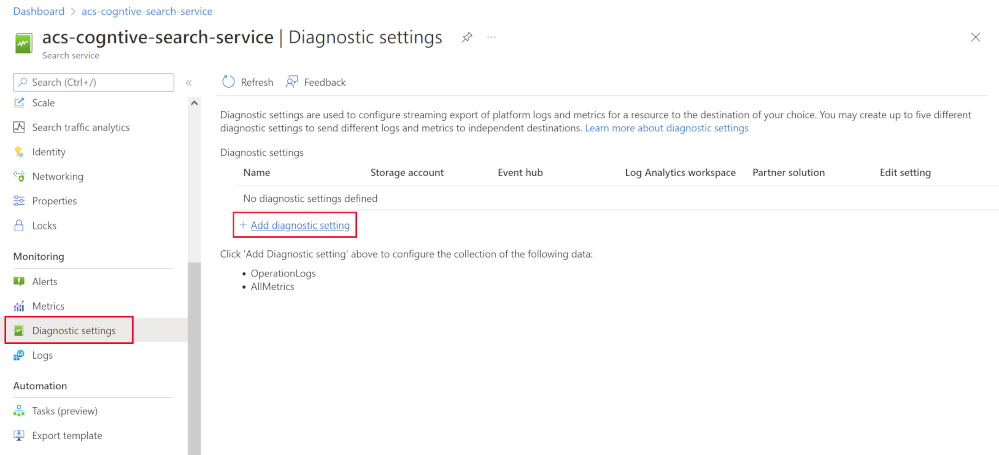 Dashboard > acs-cogntive-search-service
acs-cogntive-search-service | Diagnostic settings ...
Search service
Search (Ctrl+/)
«
Scale
Search traffic analytics
Identity
Networking
Properties
Locks
Monitoring
Alerts
Metrics
Diagnostic settings
Logs
Automation
Tasks (preview)
Export template
Refresh Feedback
Diagnostic settings are used to configure streaming export of platform logs and metrics for a resource to the destination of your choice. You may create up to five different
diagnostic settings to send different logs and metrics to independent destinations. Learn more about diagnostic settings
Diagnostic settings
Name Storage account Event hub Log Analytics workspace Partner solution Edit setting
No diagnostic settings defined
+ Add diagnostic setting
Click 'Add Diagnostic setting' above to configure the collection of the following data:
• OperationLogs
• AllMetrics